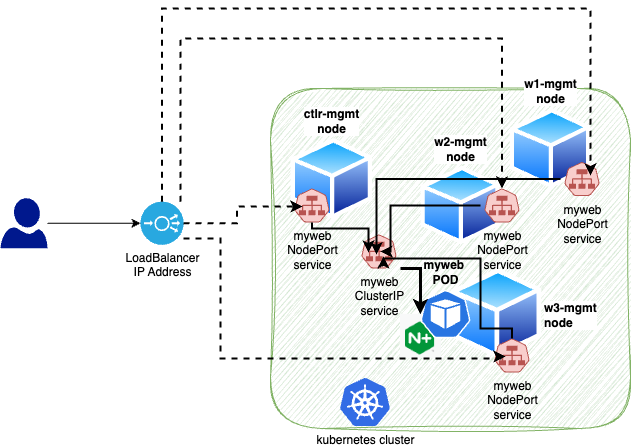 w1-mgmt
node
ctlr-mgmt
node
w2-mgmt
node
myweb
NodePort
service
myweb
NodePort
service
myweb
NodePort
service
LoadBalancer
IP Address
myweb
ClusterIP
service
myweb
POD
w3-mgmt
node
N+
myweb
NodePort
service
kubernetes cluster